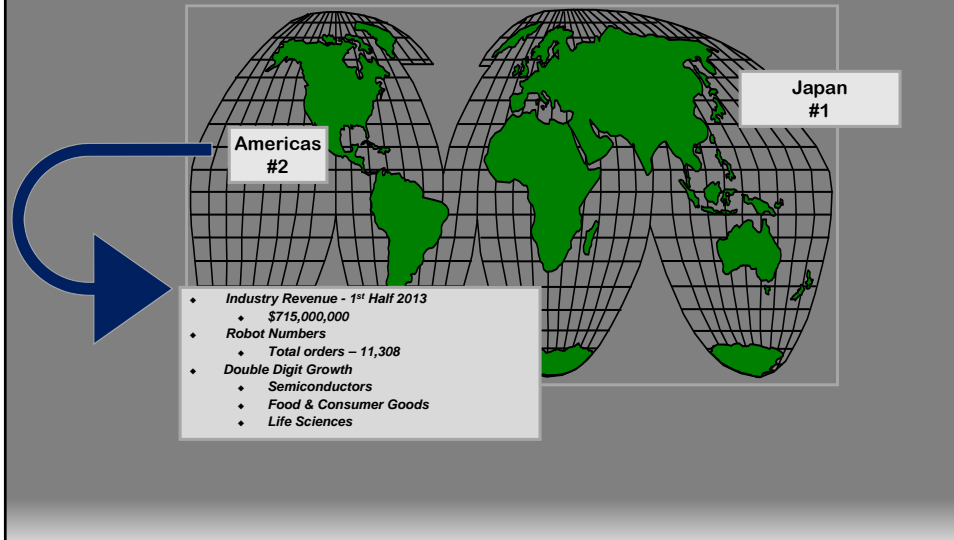 Japan
#1
Americas
#2
◆ Industry Revenue - 1st Half 2013
◆ $715,000,000
◆ Robot Numbers
◆ Total orders – 11,308
◆ Double Digit Growth
◆ Semiconductors
◆ Food & Consumer Goods
◆ Life Sciences